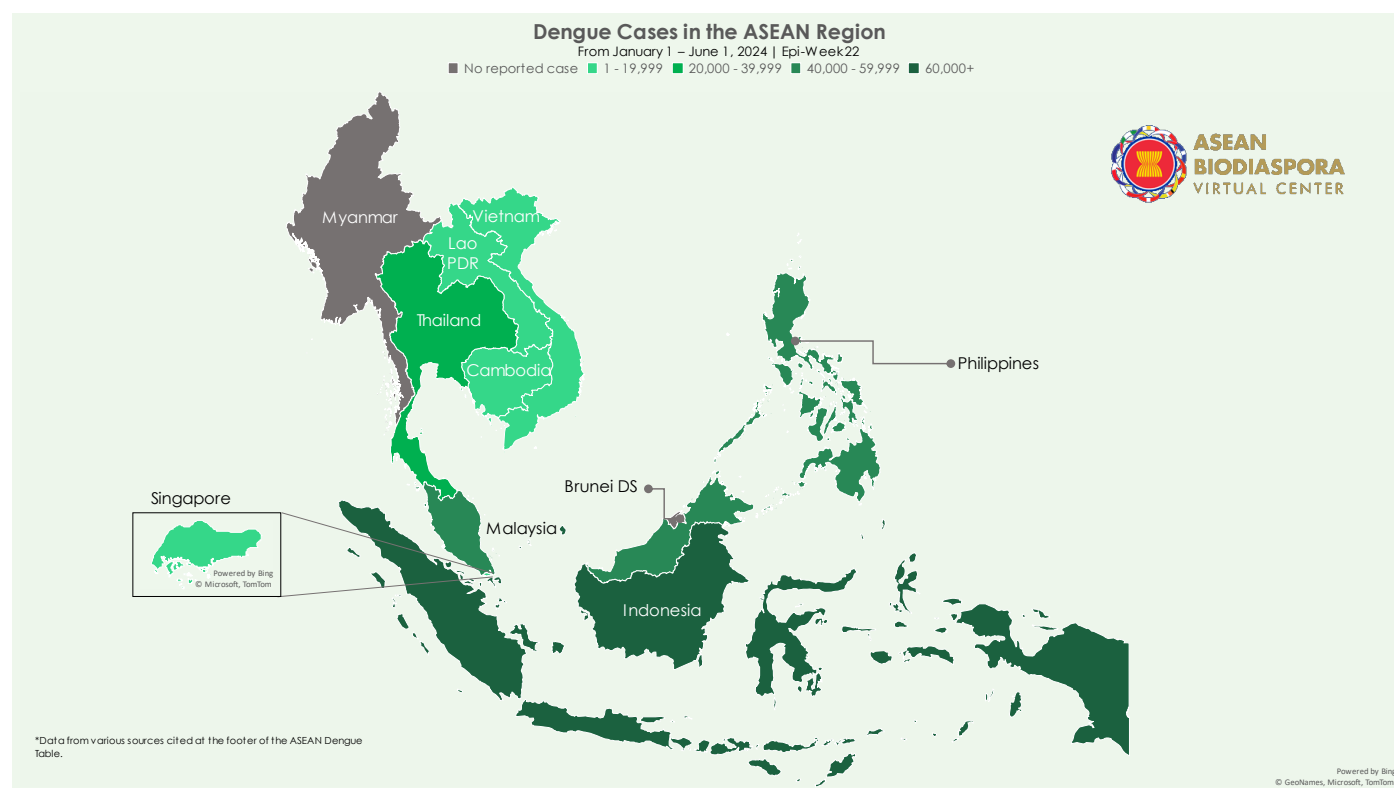 Dengue Cases in the ASEAN Region
From January 1 – June 1, 2024 | Epi-Week 22
No reported case 1 - 19,999 20,000 - 39,999 40,000 - 59,999 60,000+
ASEAN
BIODIASPORA
VIRTUAL CENTER
Myanmar
Vietnam
Lao
PDR
Thailand
Cambodia
Philippines
Brunei DS
Singapore
Malaysia
Powered by Bing
© Microsoft, TomTom
Indonesia
*Data from various sources cited at the footer of the ASEAN Dengue
Table.
Powered by Bing
© GeoNames, Microsoft, TomTom